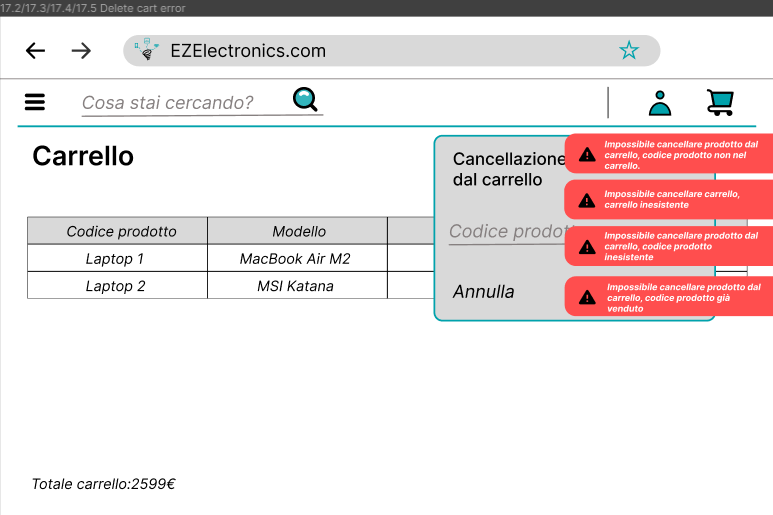 17.2/17.3/17.4/17.5 Delete cart error
EZElectronics.com
Cosa stai cercando?
Carrello
Cancellazione
dal carrello
Codice prodot
Annulla
Impossibile cancellare prodotto dal
carrello, codice prodotto non nel
carrello.
Impossibile cancellare carrello,
carrello inesistente
Impossibile cancellare prodotto dal
carrello, codice prodotto
inesistente
Impossibile cancellare prodotto dal
carrello, codice prodotto già
venduto
Codice prodotto Modello
Laptop 1 MacBook Air M2
Laptop 2 MSI Katana
Totale carrello:2599€